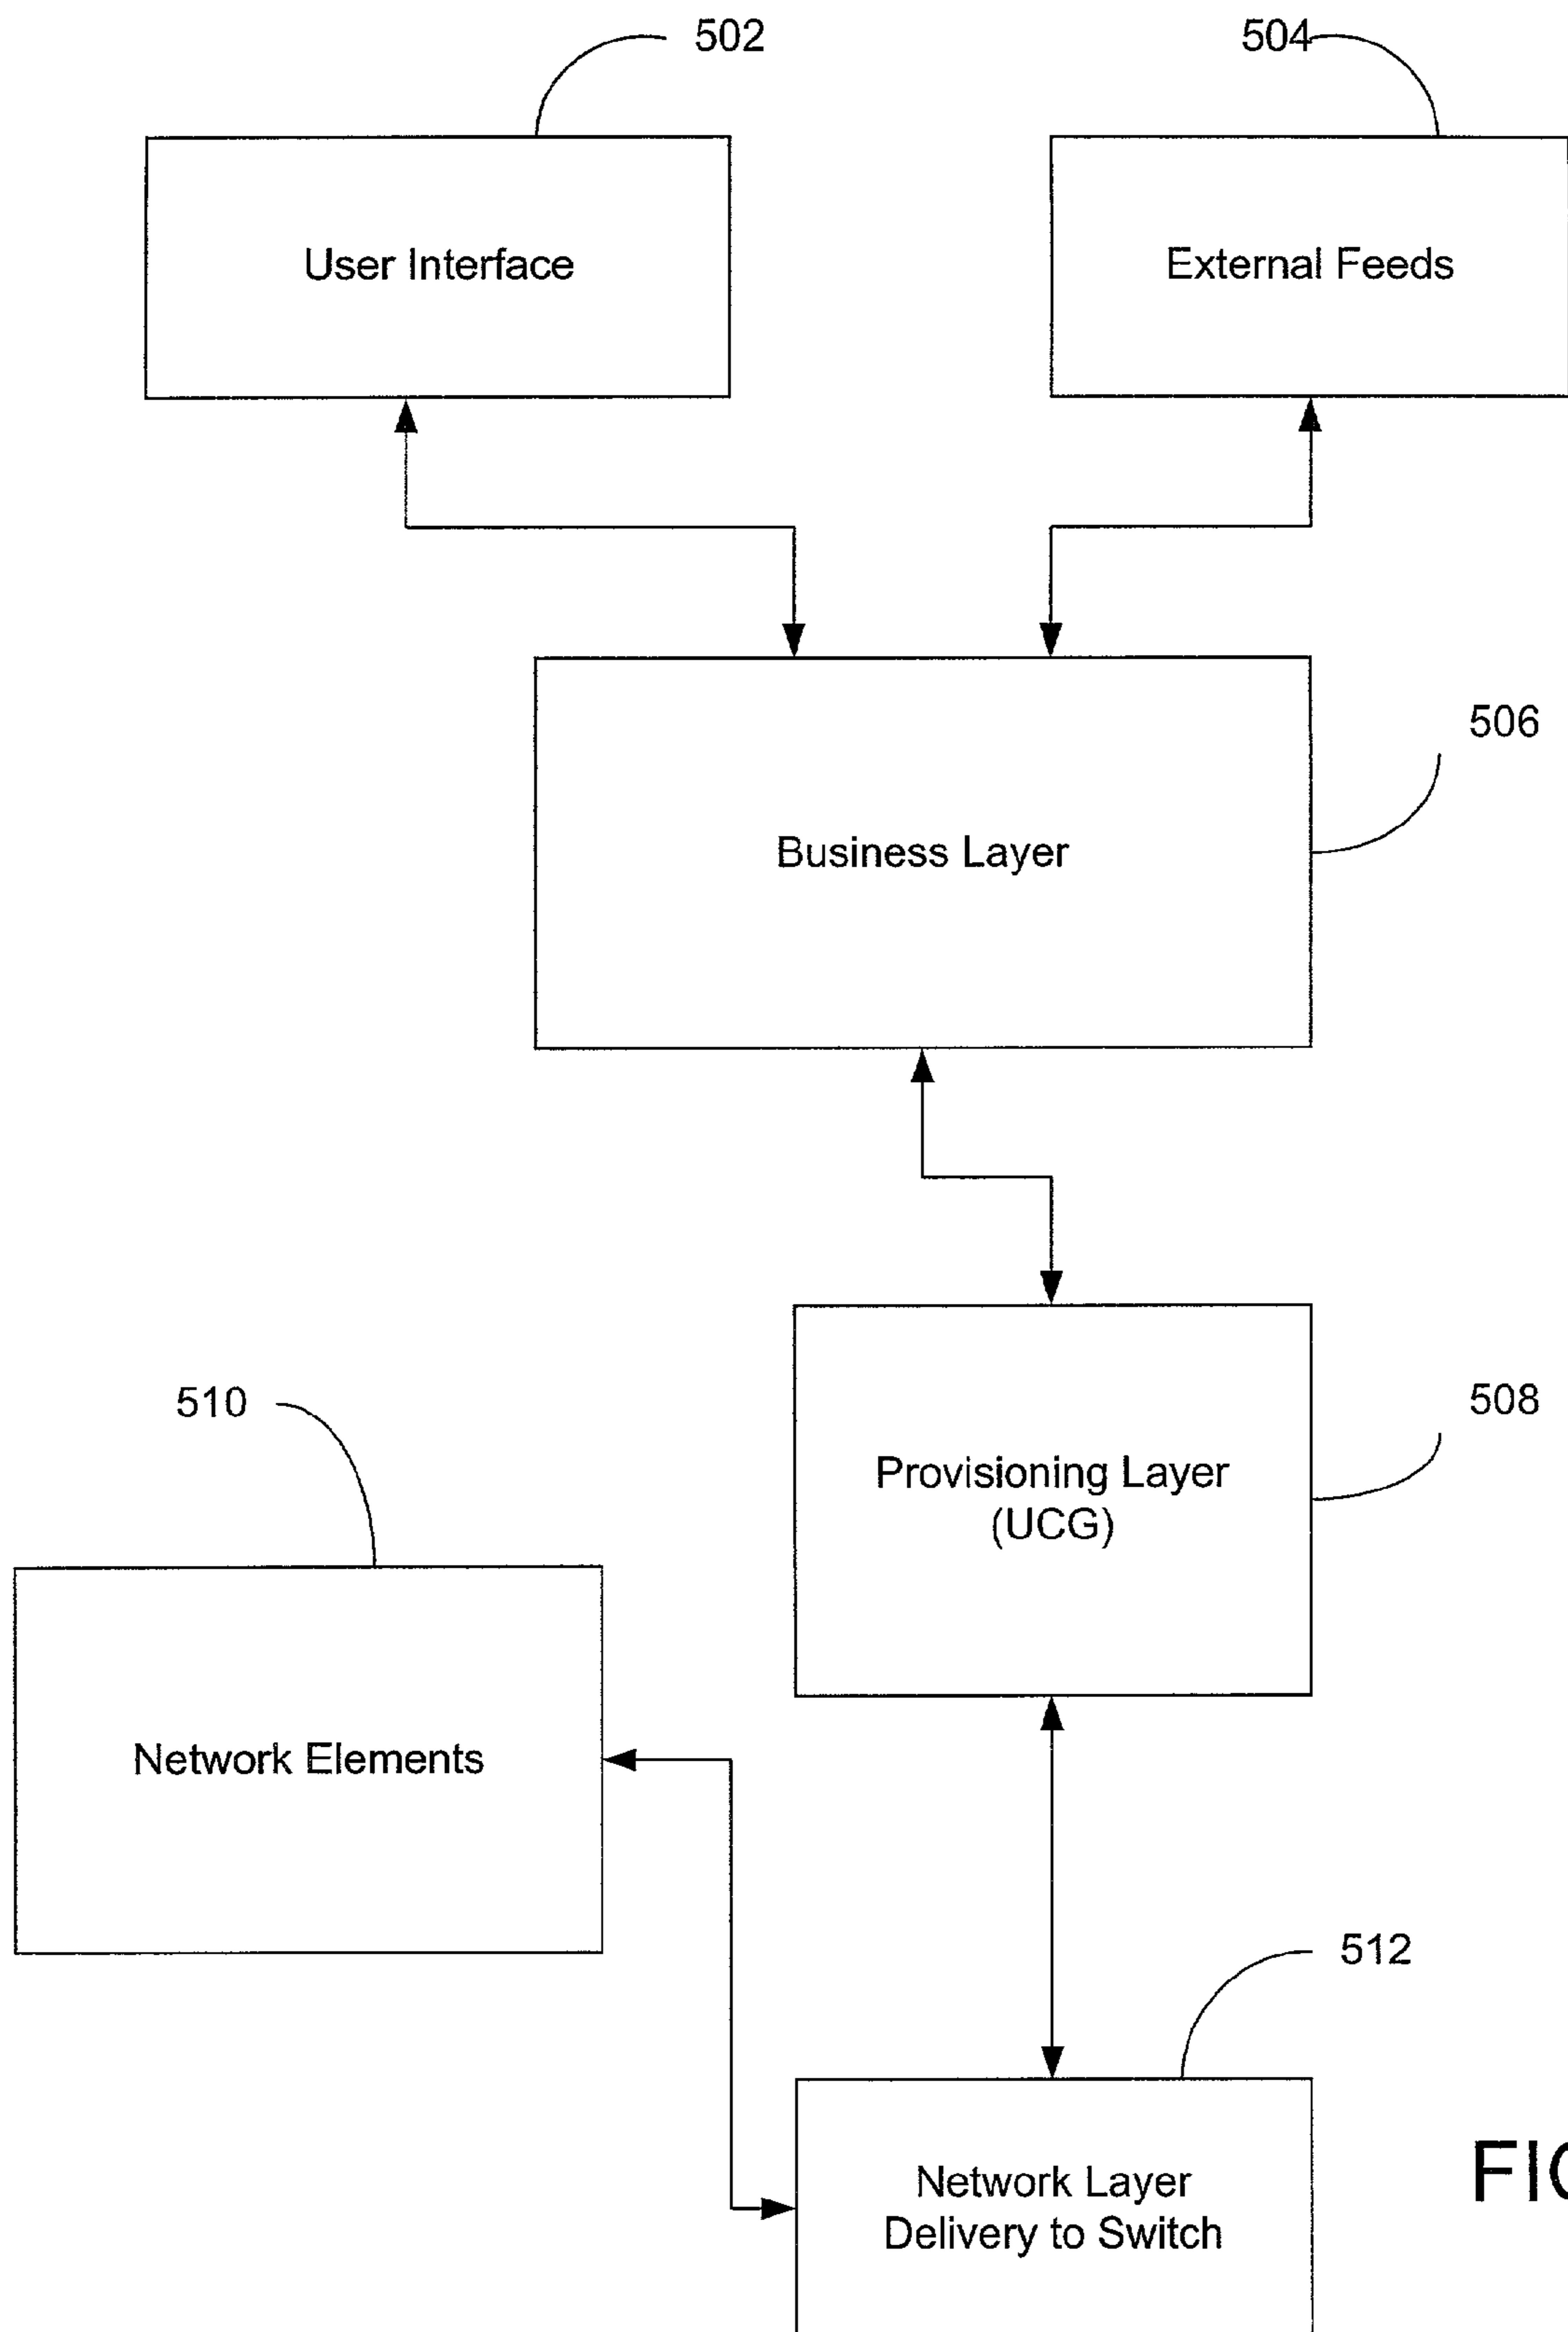 502
504
User Interface
External Feeds
506
Business Layer
510
508
Provisioning Layer
(UCG)
Network Elements
512
Network Layer
Delivery to Switch